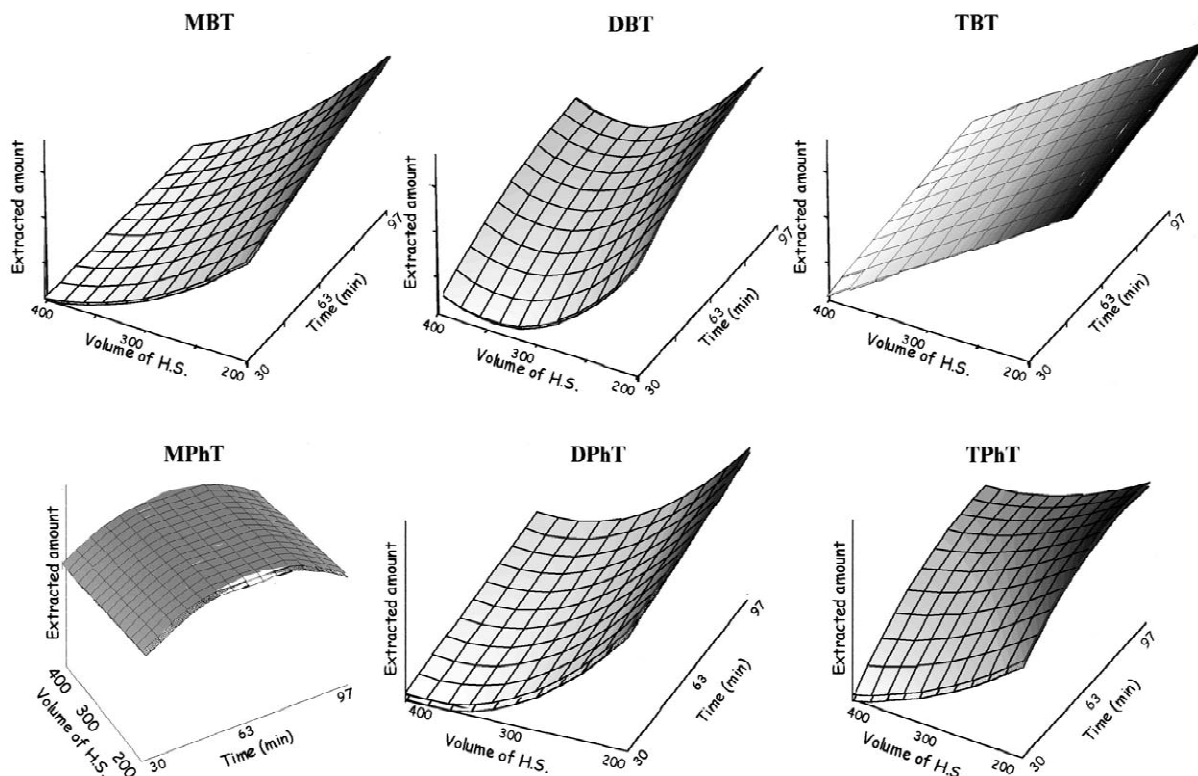 MBT
Extracted amount
400
300
200
Volume of H.S.
30
63
97
Time (min)
DBT
Extracted amount
400
300
200
Volume of H.S.
30
63
97
Time (min)
TBT
Extracted amount
400
300
200
Volume of H.S.
30
63
97
Time (min)
MPhT
Extracted amount
400
300
200
Volume of H.S.
30
63
97
Time (min)
DPhT
Extracted amount
400
300
200
Volume of H.S.
30
63
97
Time (min)
TPhT
Extracted amount
400
300
200
Volume of H.S.
30
63
97
Time (min)